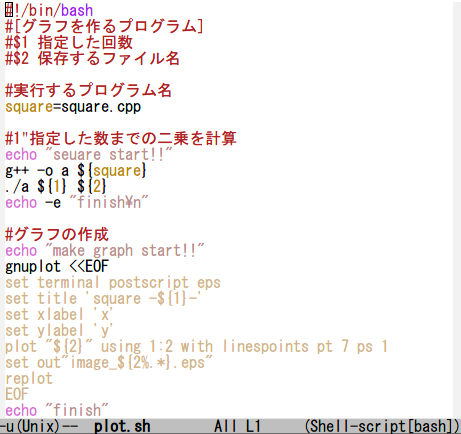 #!/bin/bash
#[グラフを作るプログラム]
#$1 指定した回数
#$2 保存するファイル名
#実行するプログラム名
square=square.cpp
#1"指定した数までの二乗を計算
echo "seuare start!!"
g++ -o a ${square}
./a ${1} ${2}
echo -e "finish¥n"
#グラフの作成
echo "make graph start!!"
gnuplot <<EOF
set terminal postscript eps
set title 'square -${1}-'
set xlabel 'x'
set ylabel 'y'
plot "${2}" using 1:2 with linespoints pt 7 ps 1
set out"image_${2%.*}.eps"
replot
EOF
echo "finish"
-u(Unix)-- plot.sh All L1 (Shell-script[bash])